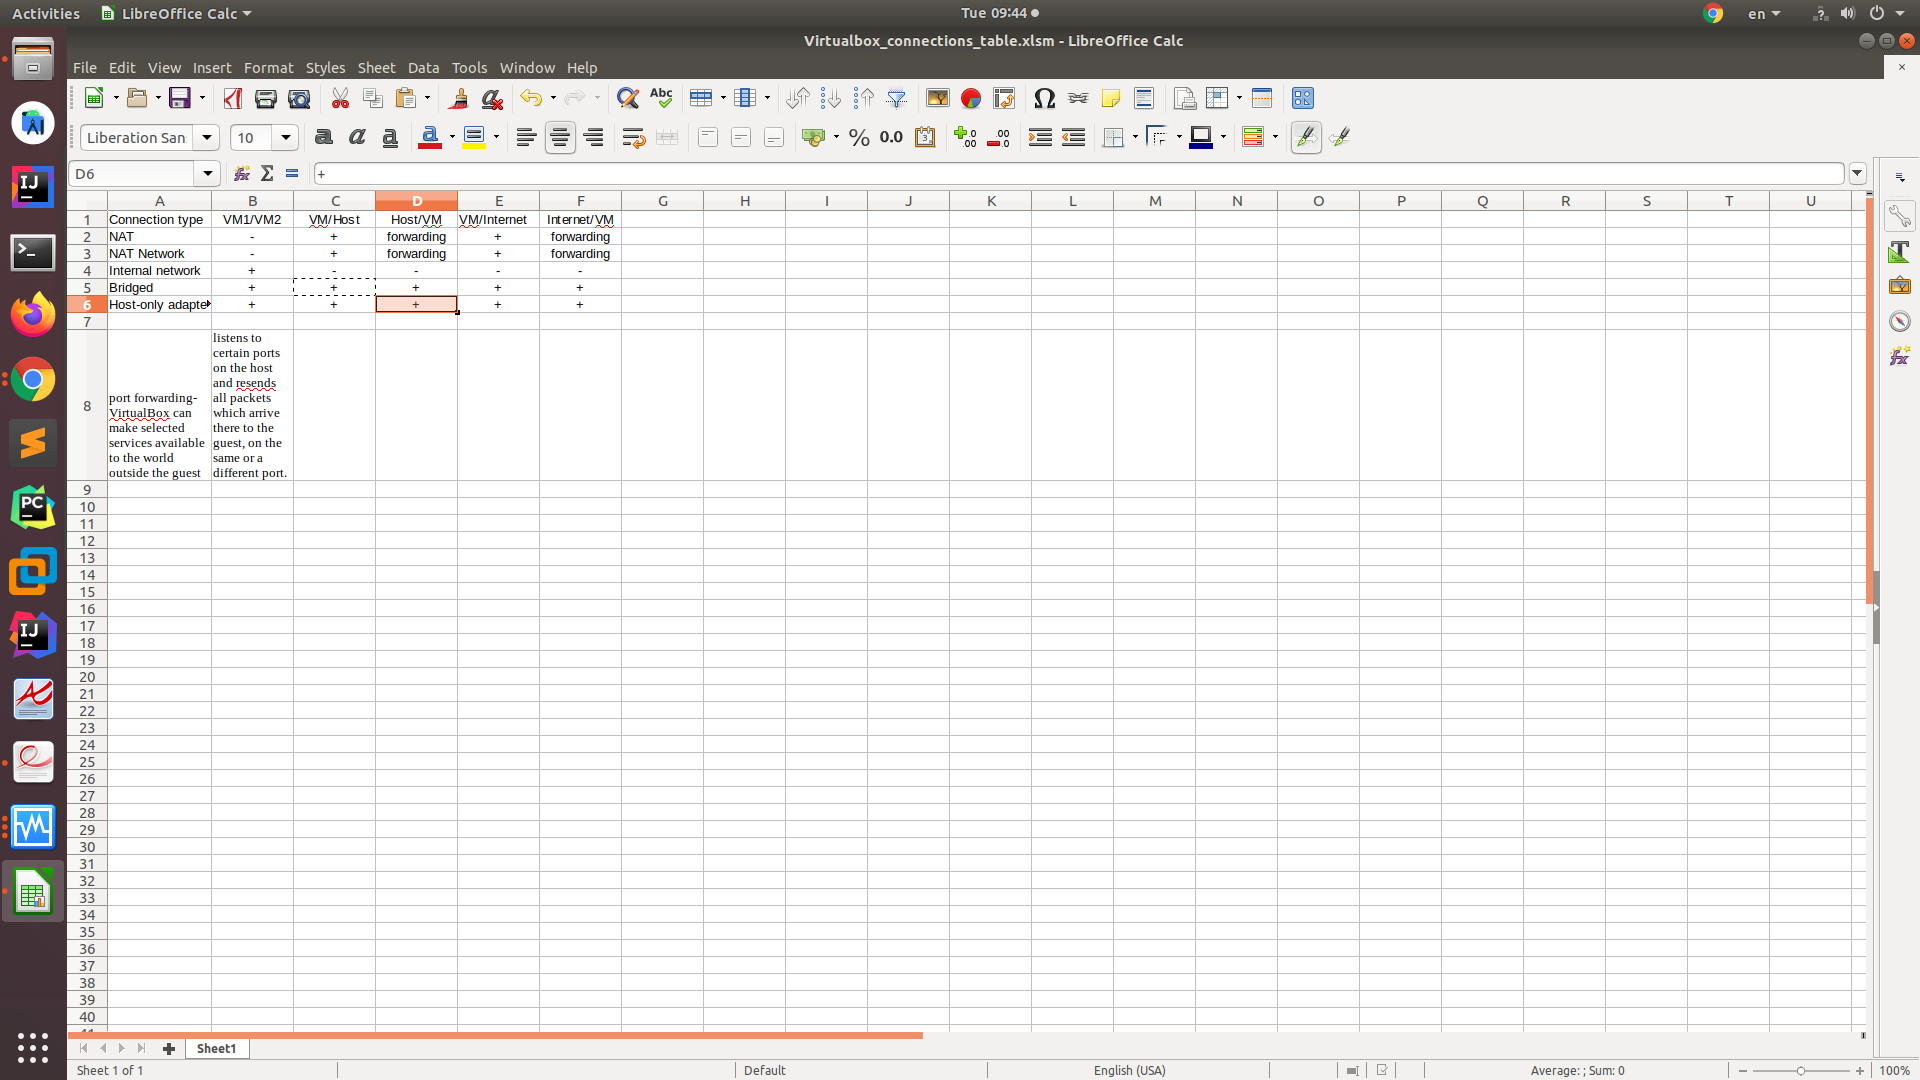 Activities LibreOffice Calc Tue 09:44 en
Virtualbox_connections_table.xlsm - LibreOffice Calc
File Edit View Insert Format Styles Sheet Data Tools Window Help
Liberation San 10
D6 +
A B C D E F G H I J K L M N O P Q R S T U
1 Connection type VM1/VM2 VM/Host Host/VM VM/Internet Internet/VM
2 NAT - + forwarding + forwarding
3 NAT Network - + forwarding + forwarding
4 Internal network + - - - -
5 Bridged + + + + +
6 Host-only adapte + + + + +
7
8
port forwarding-
VirtualBox can
make selected
services available
to the world
outside the guest
listens to
certain ports
on the host
and resends
all packets
which arrive
there to the
guest, on the
same or a
different port.
9
10
11
12
13
14
15
16
17
18
19
20
21
22
23
24
25
26
27
28
29
30
31
32
33
34
35
36
37
38
39
40
Sheet1
Sheet 1 of 1 Default English (USA) Average: ; Sum: 0 100%